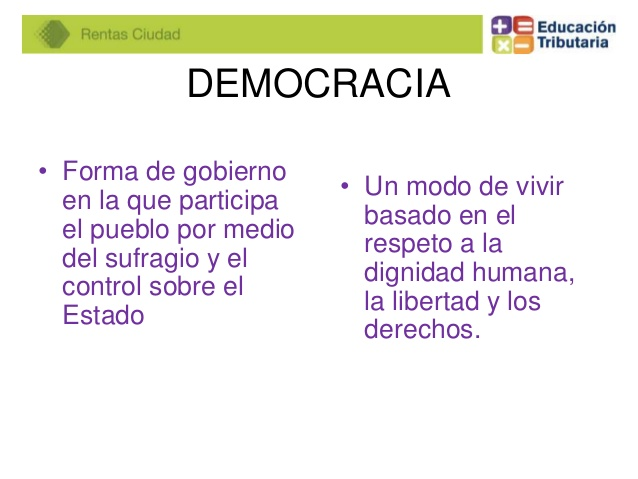 Rentas Ciudad
Educación
Tributaria
DEMOCRACIA
• Forma de gobierno
en la que participa
el pueblo por medio
del sufragio y el
control sobre el
Estado
• Un modo de vivir
basado en el
respeto a la
dignidad humana,
la libertad y los
derechos.